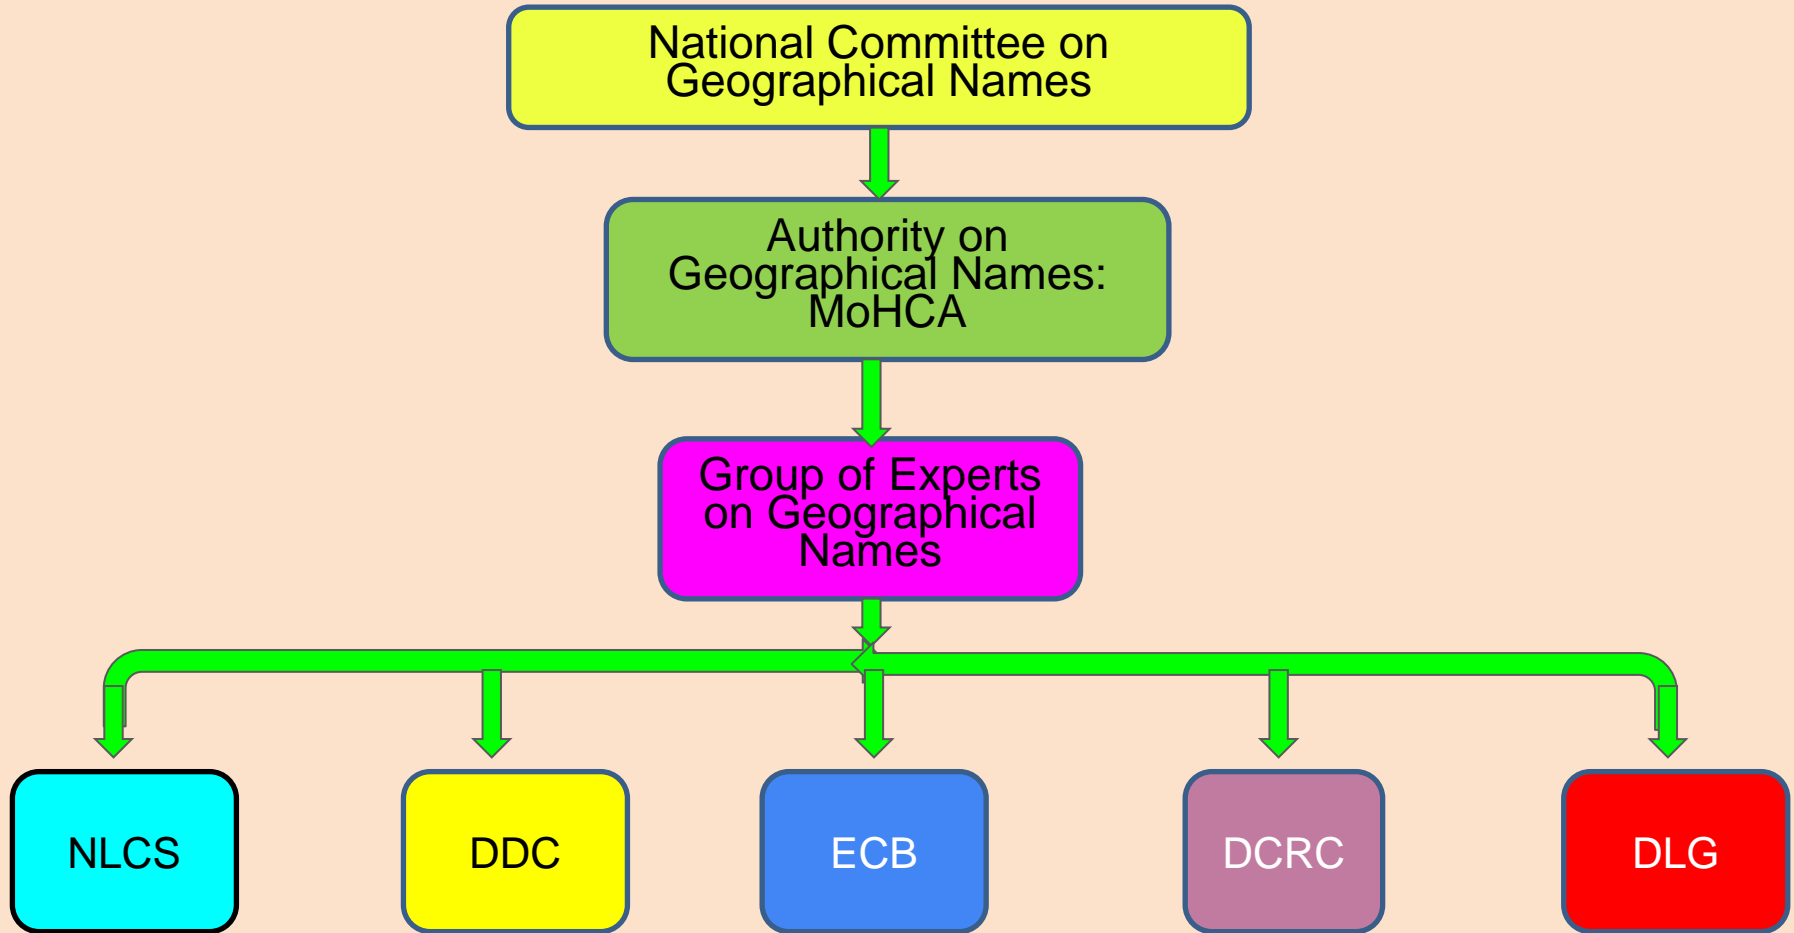 National Committee on
Geographical Names
Authority on
Geographical Names:
MoHCA
Group of Experts
on Geographical
Names
NLCS
DDC
ECB
DCRC
DLG